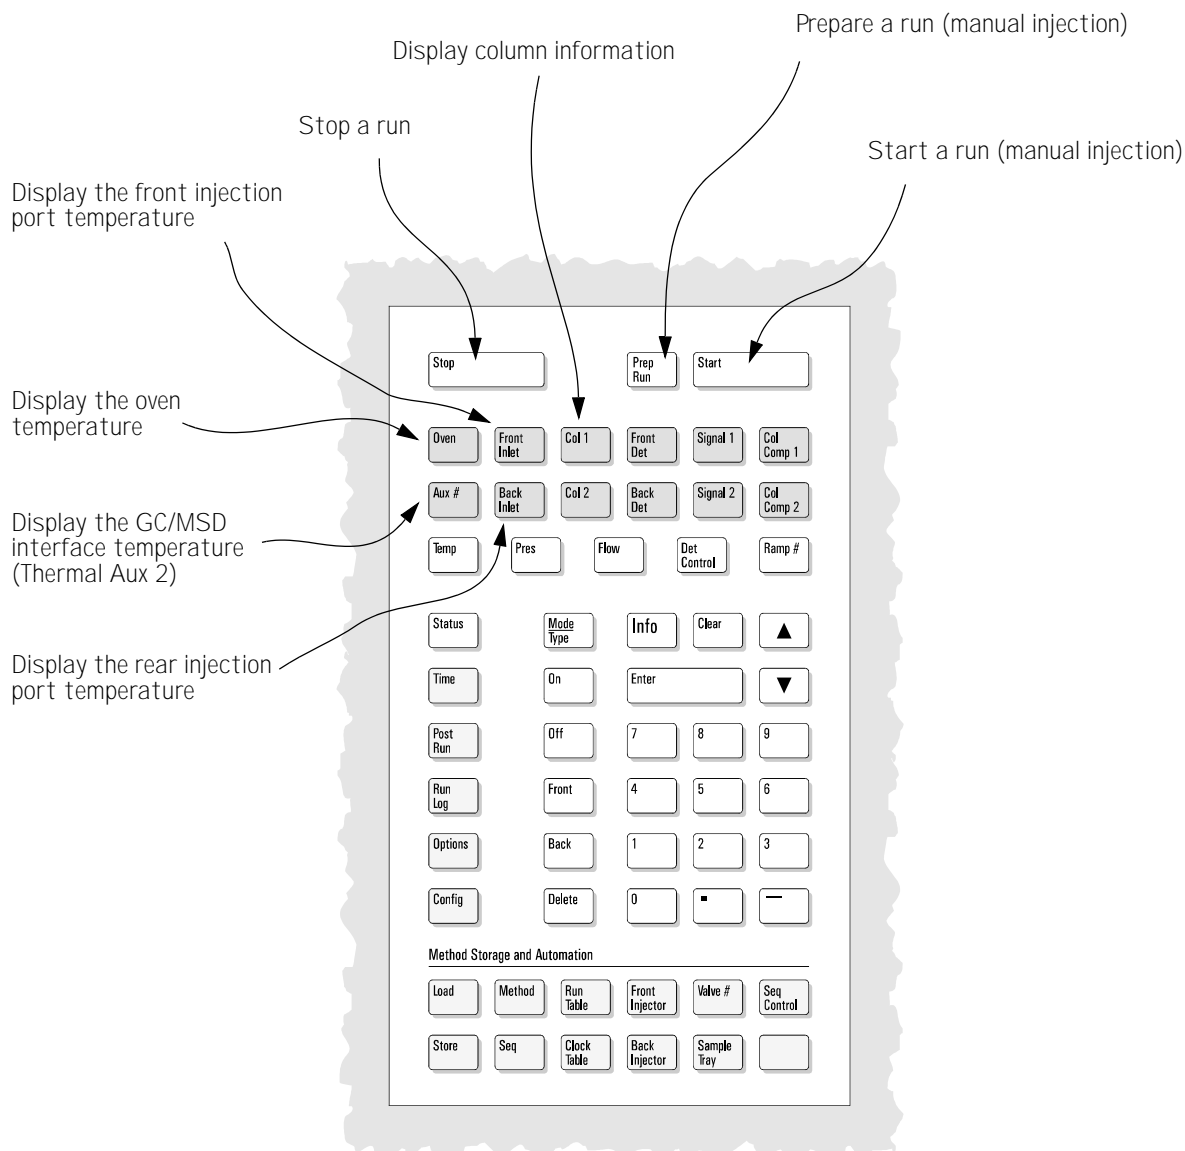 Prepare a run (manual injection)
Display column information
Stop a run
Start a run (manual injection)
Display the front injection
port temperature
Display the oven
temperature
Display the GC/MSD
interface temperature
(Thermal Aux 2)
Display the rear injection
port temperature
Stop
Prep
Run
Start
Oven
Front
Inlet
Col 1
Front
Det
Signal 1
Col
Comp 1
Aux #
Back
Inlet
Col 2
Back
Det
Signal 2
Col
Comp 2
Temp
Pres
Flow
Det
Control
Ramp #
Status
Mode
Type
Info
Clear
▲
Time
On
Enter
▼
Post
Run
Off
7
8
9
Run
Log
Front
4
5
6
Options
Back
1
2
3
Config
Delete
0
.
—
Method Storage and Automation
Load
Method
Run
Table
Front
Injector
Valve #
Seq
Control
Store
Seq
Clock
Table
Back
Injector
Sample
Tray